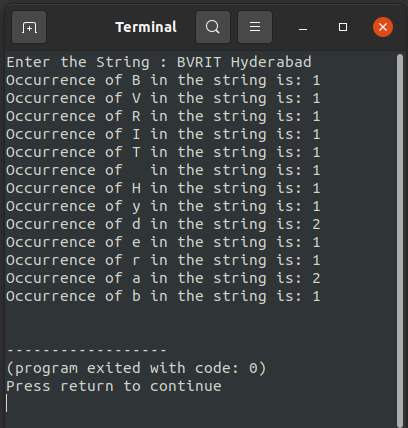 Terminal
Enter the String : BVRIT Hyderabad
Occurrence of B in the string is: 1
Occurrence of V in the string is: 1
Occurrence of R in the string is: 1
Occurrence of I in the string is: 1
Occurrence of T in the string is: 1
Occurrence of   in the string is: 1
Occurrence of H in the string is: 1
Occurrence of y in the string is: 1
Occurrence of d in the string is: 2
Occurrence of e in the string is: 1
Occurrence of r in the string is: 1
Occurrence of a in the string is: 2
Occurrence of b in the string is: 1
------------------
(program exited with code: 0)
Press return to continue